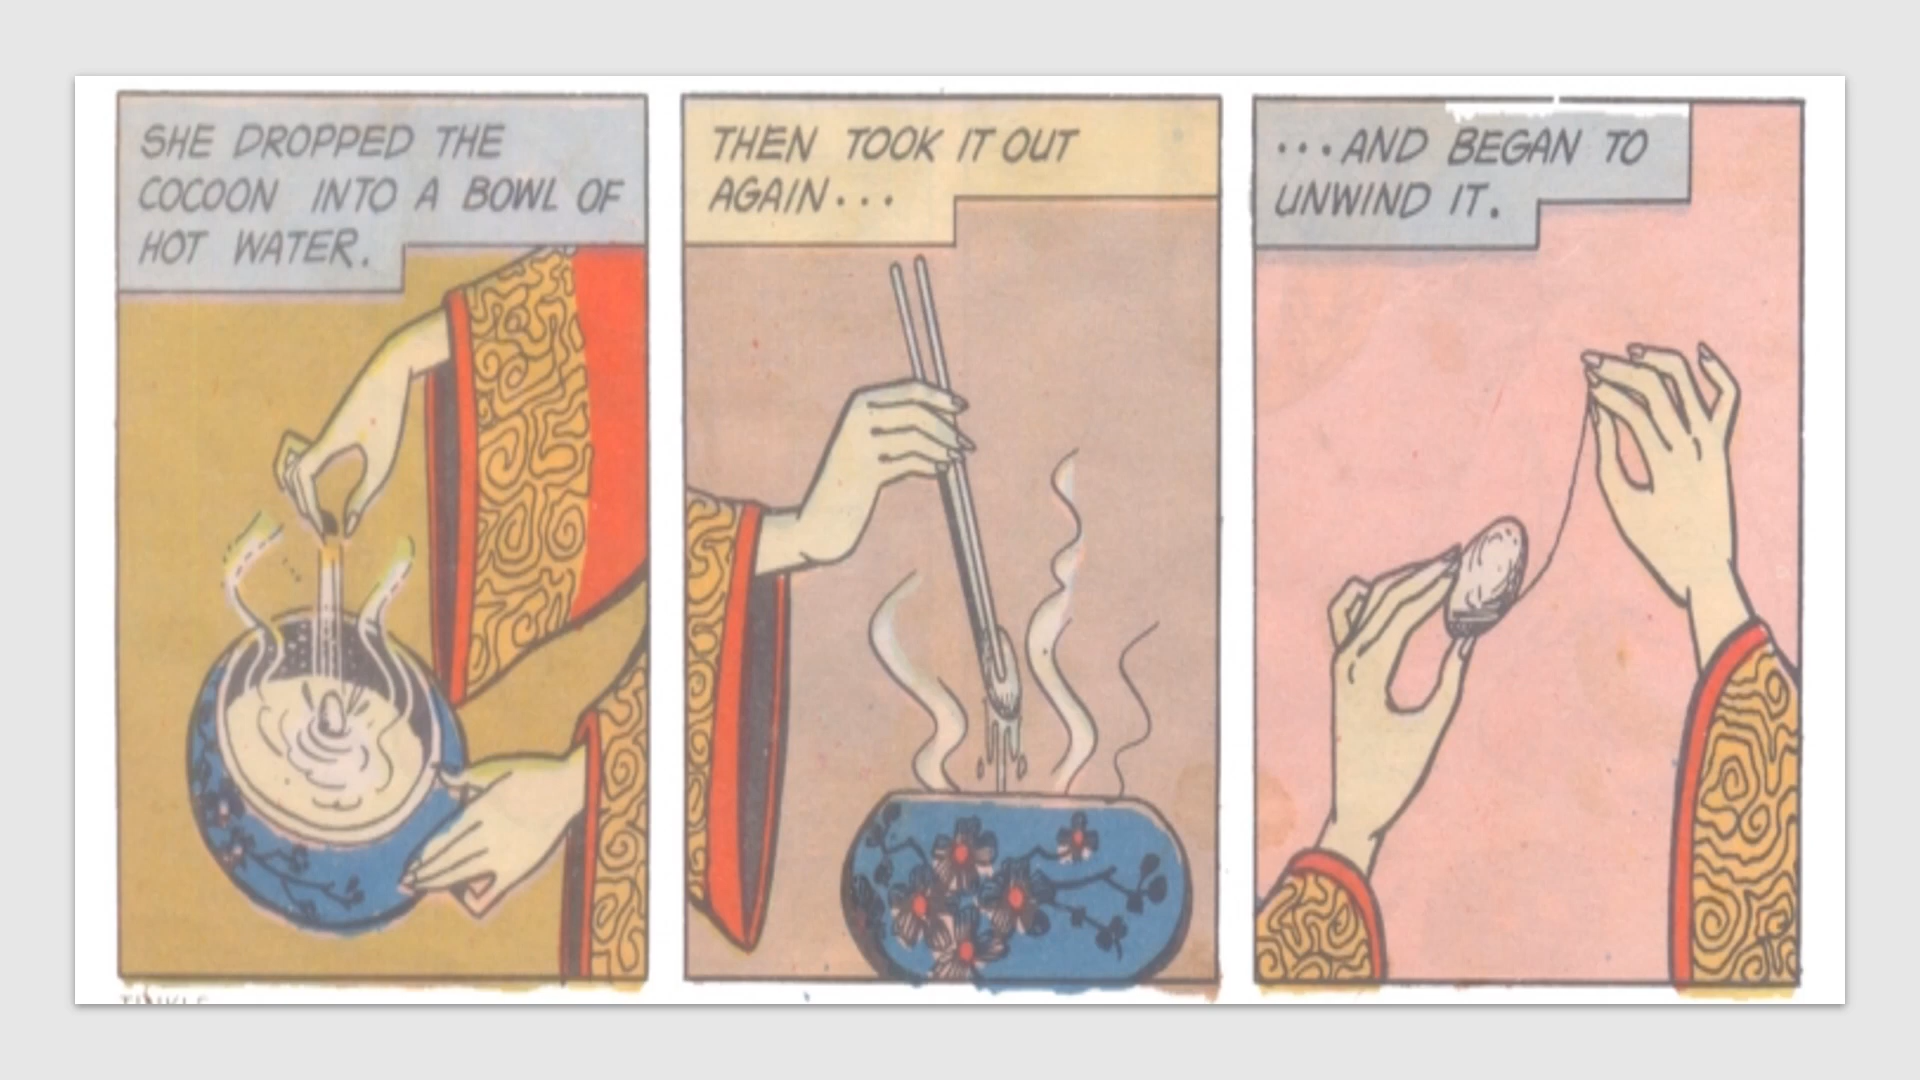 SHE DROPPED THE
COCOON INTO A BOWL OF
HOT WATER.
THEN TOOK IT OUT
AGAIN...
...AND BEGAN TO
UNWIND IT.